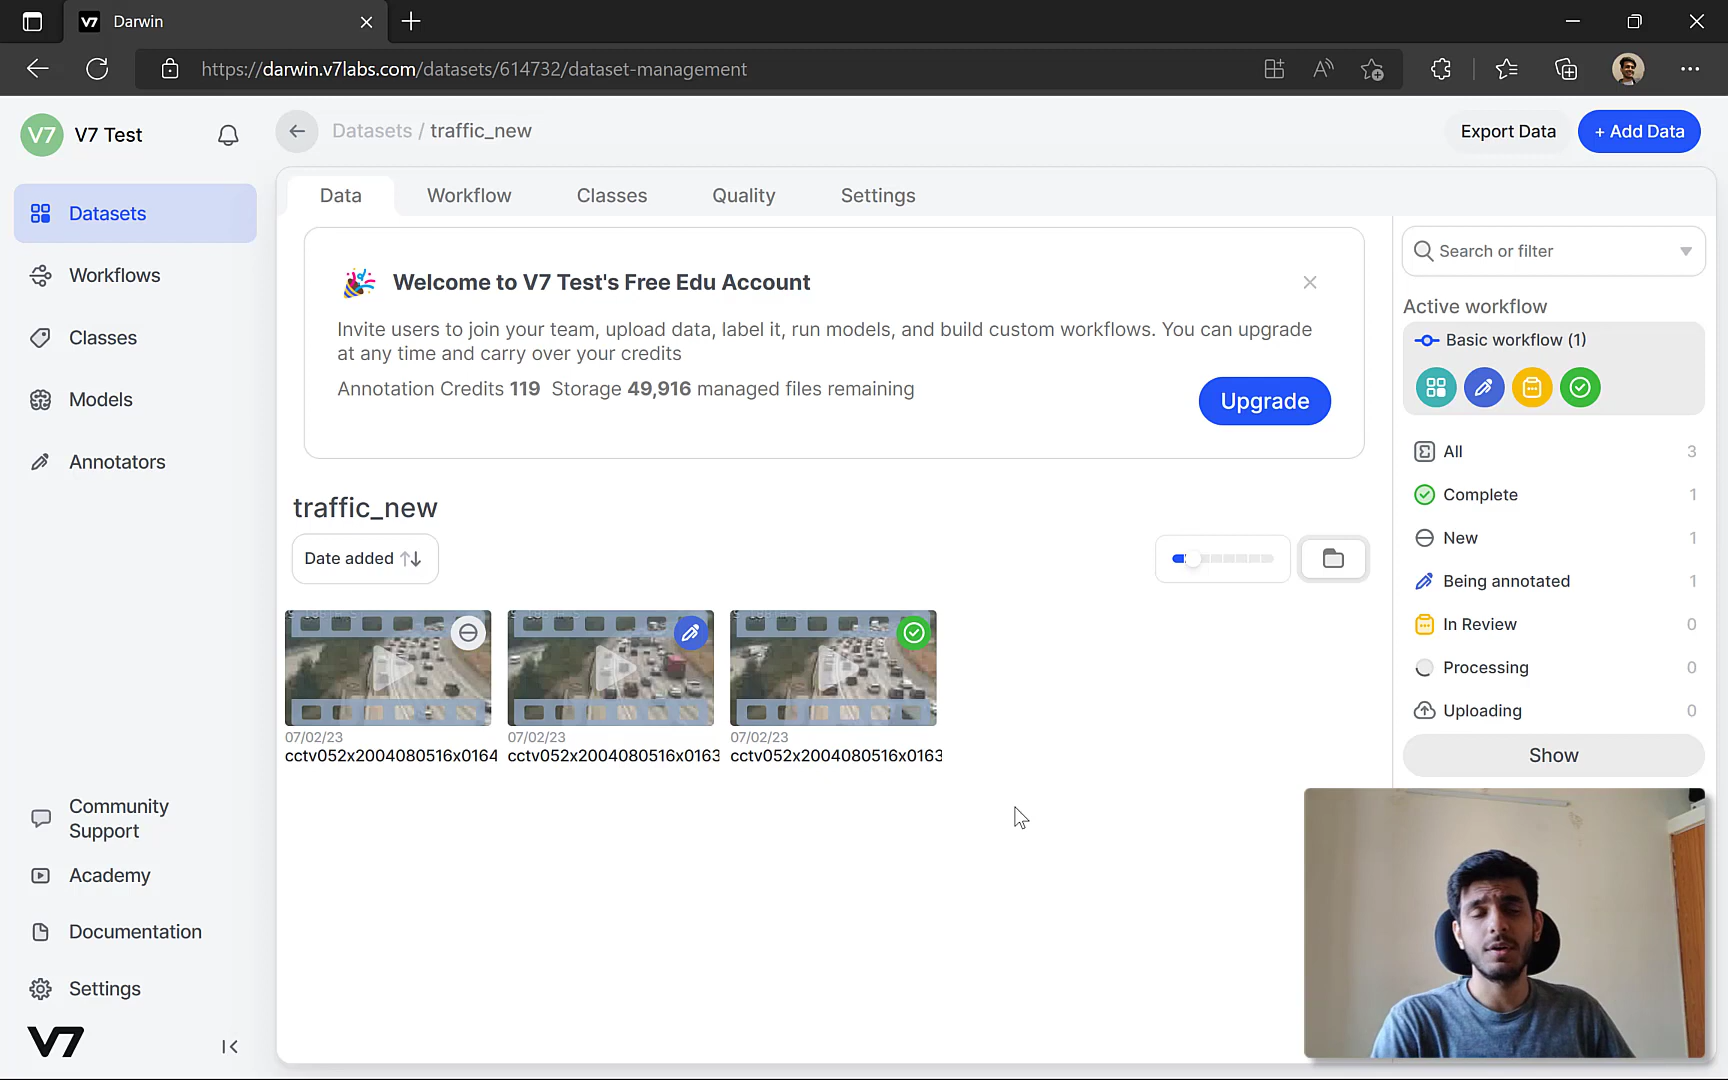 Darwin
https://darwin.v7labs.com/datasets/614732/dataset-management
V7 V7 Test
Datasets / traffic_new
Export Data
+ Add Data
Datasets
Workflows
Classes
Models
Annotators
Community Support
Academy
Documentation
Settings
V7
Data Workflow Classes Quality Settings
Welcome to V7 Test's Free Edu Account
Invite users to join your team, upload data, label it, run models, and build custom workflows. You can upgrade
at any time and carry over your credits
Annotation Credits 119 Storage 49,916 managed files remaining
Upgrade
traffic_new
Date added
07/02/23
cctv052x2004080516x0164
07/02/23
cctv052x2004080516x0163
07/02/23
cctv052x2004080516x0163
Search or filter
Active workflow
Basic workflow (1)
All 3
Complete 1
New 1
Being annotated 1
In Review 0
Processing 0
Uploading 0
Show